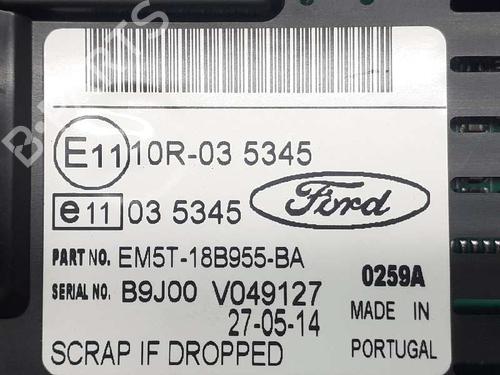 E11 10R-03 5345
e11 03 5345
Ford
PART NO. EM5T-18B955-BA
SERIAL NO. B9J00 V049127
0259A
27-05-14
MADE IN
PORTUGAL
SCRAP IF DROPPED